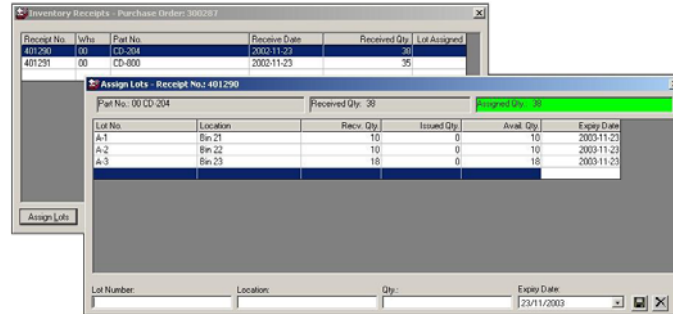 Inventory Receipts - Purchase Order: 300287
Receipt No. Whs Part No. Receive Date Received Qty Lot Assigned
401290 00 CD-204 2002-11-23 38
401291 00 CD-800 2002-11-23 35
Assign Lots - Receipt No.: 401290
Part No.: 00 CD-204 Received Qty: 38 Assigned Qty.: 38
Lot No. Location Recv. Qty. Issued Qty. Avail. Qty. Expiry Date
A-1 Bin 21 10 0 10 2003-11-23
A-2 Bin 22 10 0 10 2003-11-23
A-3 Bin 23 18 0 18 2003-11-23
Assign Lots
Lot Number: Location: Qty.: Expiry Date:
23/11/2003